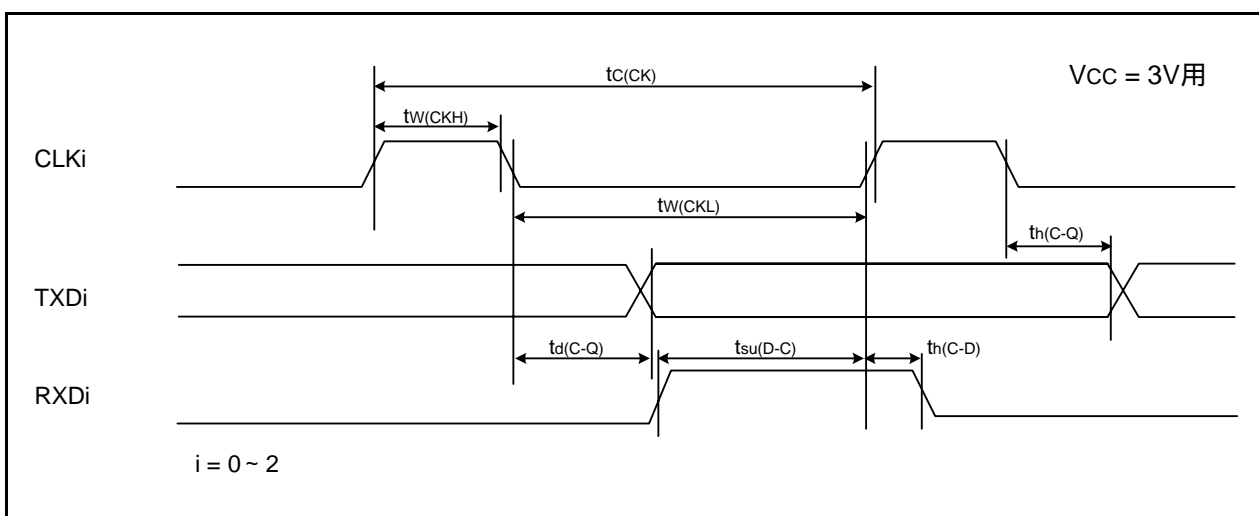 tC(CK)
VCC = 3V用
tW(CKH)
CLKi
tW(CKL)
th(C-Q)
TXDi
td(C-Q)
tsu(D-C)
th(C-D)
RXDi
i = 0 ~ 2